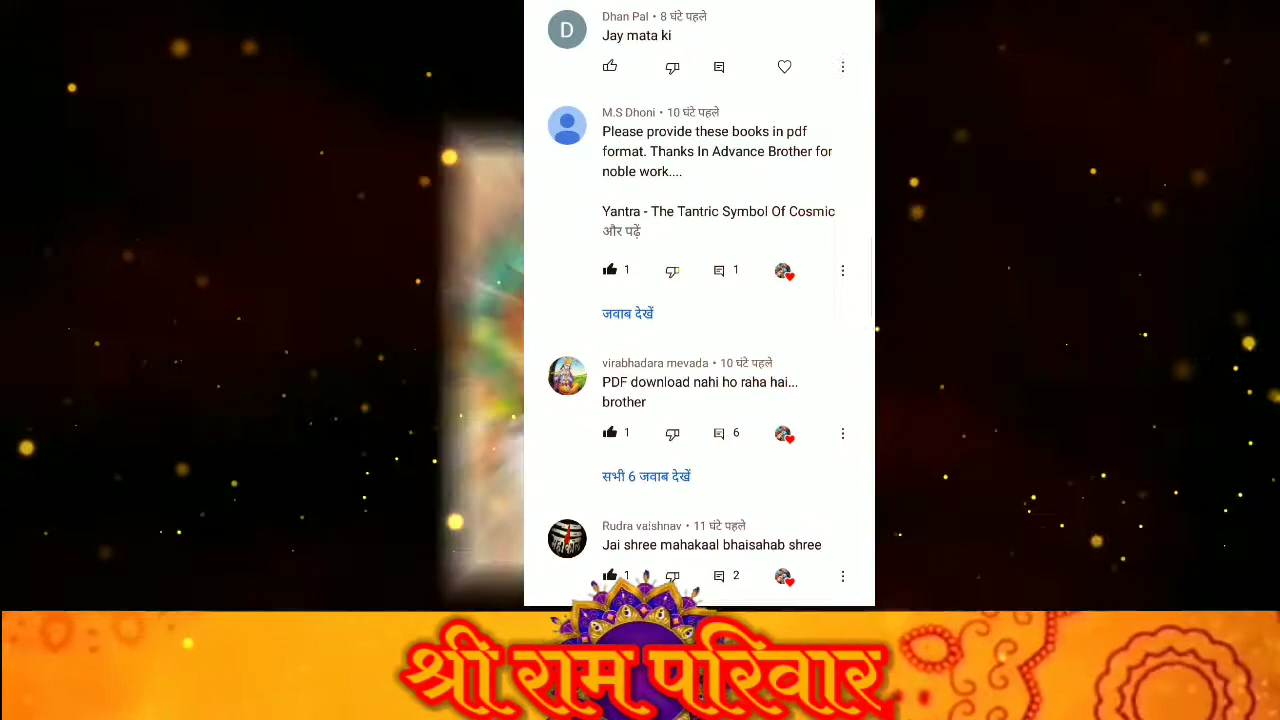 D
Dhan Pal • 8 घंटे पहले
Jay mata ki
M.S Dhoni • 10 घंटे पहले
Please provide these books in pdf
format. Thanks In Advance Brother for
noble work....
Yantra - The Tantric Symbol Of Cosmic
और पढ़ें
1
1
जवाब देखें
virabhadara mevada • 10 घंटे पहले
PDF download nahi ho raha hai...
brother
1
6
सभी 6 जवाब देखें
Rudra vaishnav • 11 घंटे पहले
Jai shree mahakaal bhaisahab shree
1
2
श्री राम परिवार